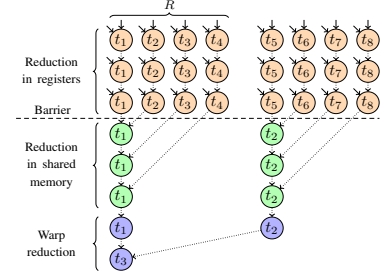 R
t1 t2 t3 t4 t5 t6 t7 t8
Reduction
in registers
t1 t2 t3 t4 t5 t6 t7 t8
t1 t2 t3 t4 t5 t6 t7 t8
Barrier
t1 t2
Reduction
in shared
memory
t1 t2
t1 t2
Warp
reduction
t1 t2
t3